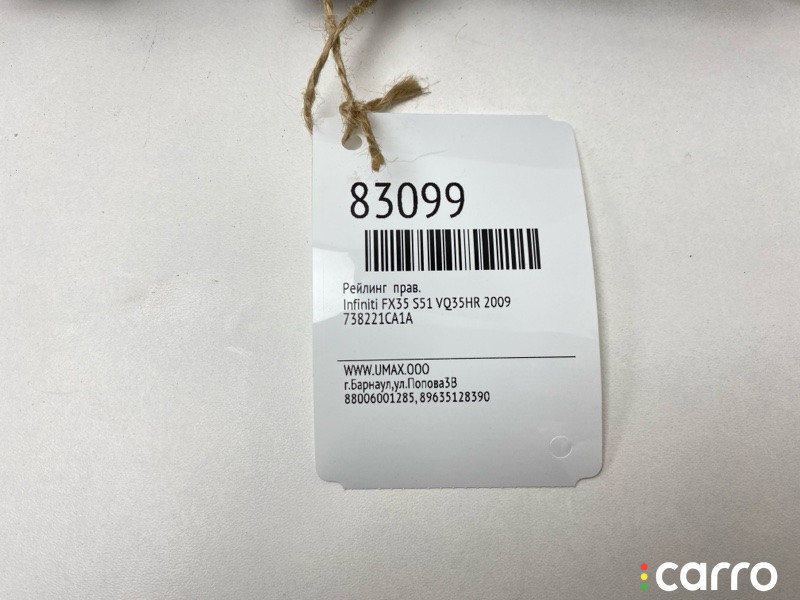 83099
Рейлинг прав.
Infiniti FX35 S51 VQ35HR 2009
738221CA1A
WWW.UMAX.OOO
г.Барнаул,ул.Попова3В
88006001285, 89635128390
carro